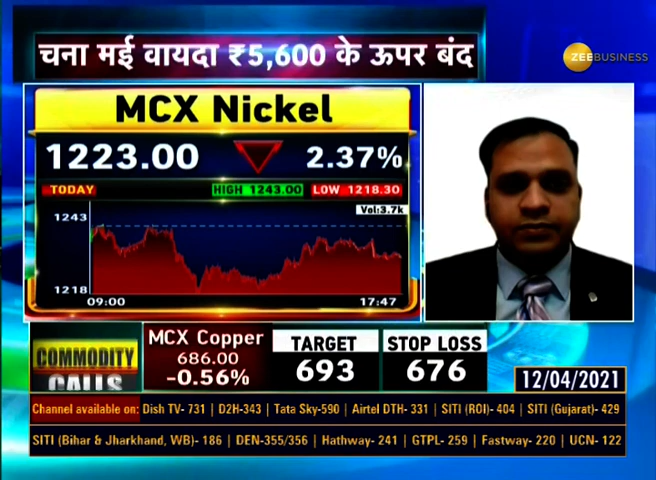 चना मई वायदा ₹5,600 के ऊपर बंद
ZEE BUSINESS
MCX Nickel
1223.00 2.37%
TODAY HIGH 1243.00 LOW 1218.30
Vol:3.7k
1243
1218
09:00 17:47
COMMODITY
CALLS
MCX Copper
686.00
-0.56%
TARGET
693
STOP LOSS
676
12/04/2021
Channel available on: Dish TV- 731 | D2H-343 | Tata Sky-590 | Airtel DTH- 331 | SITI (ROI)- 404 | SITI (Gujarat)- 429
SITI (Bihar & Jharkhand, WB)- 186 | DEN-355/356 | Hathway- 241 | GTPL- 259 | Fastway- 220 | UCN- 122